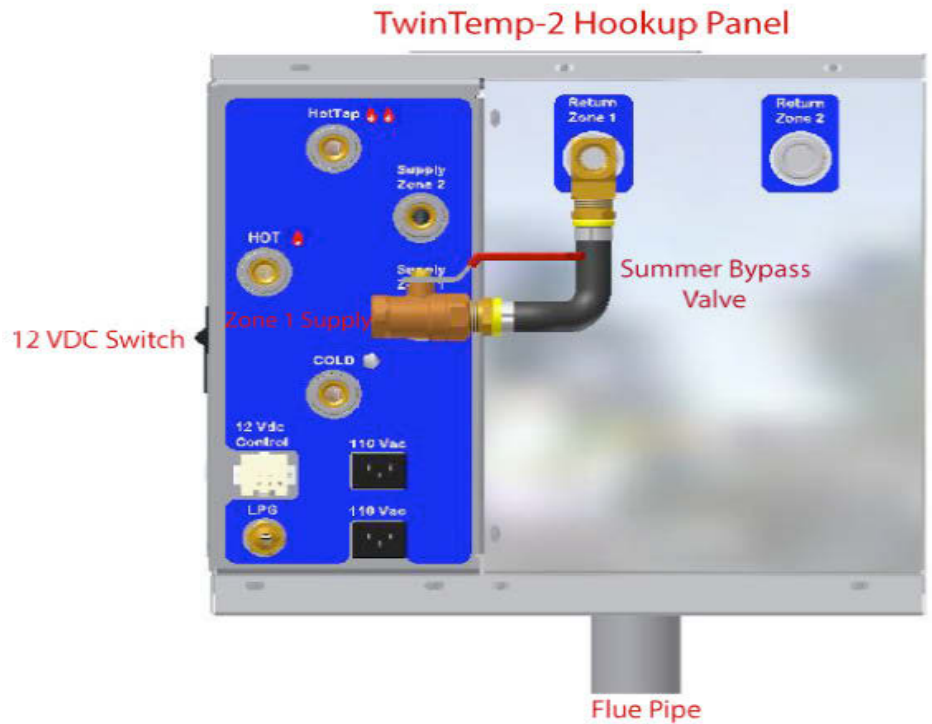 TwinTemp-2 Hookup Panel
HotTap
Return
Zone 1
Return
Zone 2
Supply
Zone 2
HOT
Supply
Summer Bypass
Valve
Zone 1 Supply
12 VDC Switch
COLD
12 Vdc
Control
110 Vac
LPG
110 Vac
Flue Pipe